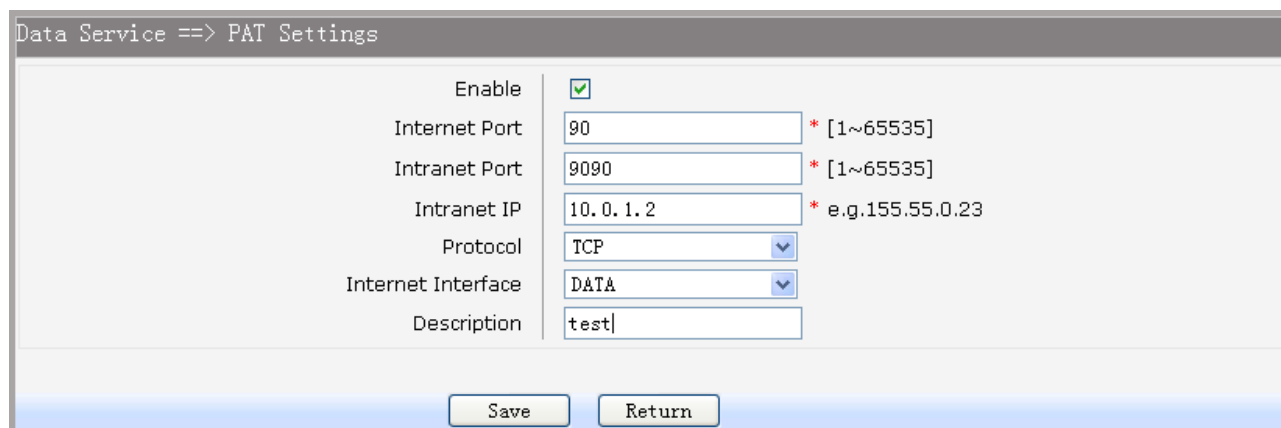 Data Service ==> PAT Settings
Enable
Internet Port 90 * [1~65535]
Intranet Port 9090 * [1~65535]
Intranet IP 10.0.1.2 * e.g.155.55.0.23
Protocol TCP
Internet Interface DATA
Description test
Save Return